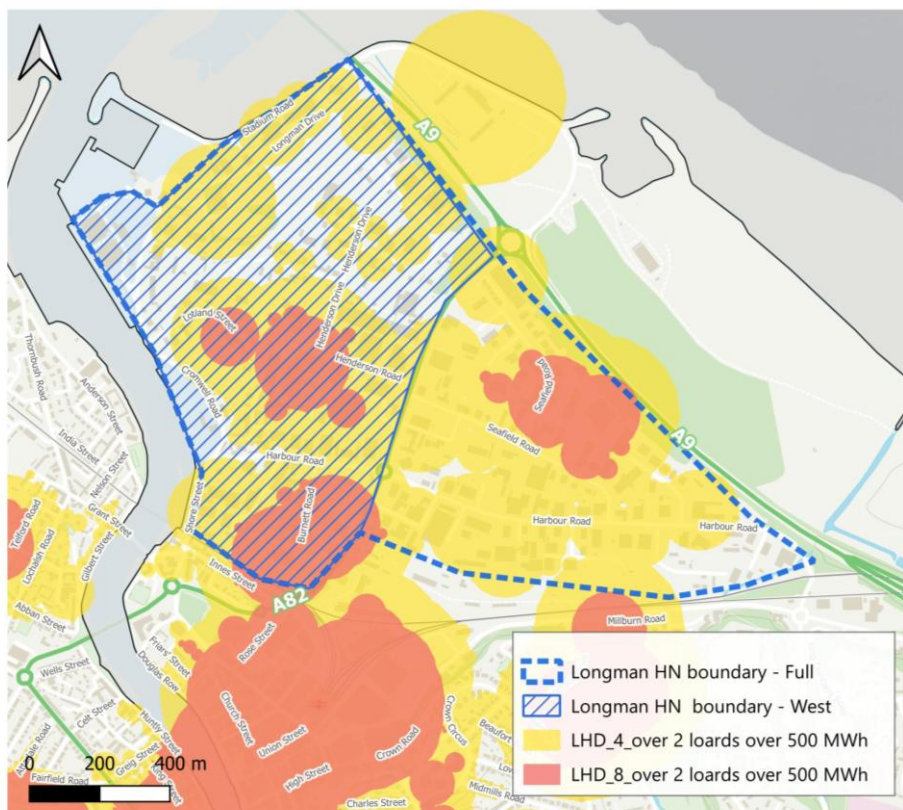 Stadium Road
Longman Drive
A9
Henderson Drive
Henderson Drive
Lotland Street
Henderson Road
Cromwell Road
Seafield Road
Seafield Road
A9
Thornbush Road
Anderson Street
India Street
Nelson Street
Grant Street
Harbour Road
Burnett Road
Shore Street
Harbour Road
Harbour Road
Telford Road
Lochalsh Road
Gilbert Street
Innes Street
A82
Abban Street
Millburn Road
Rose Street
Friars' Street
Douglas Row
Wells Street
Celt Street
Huntly Street
Church Street
Union Street
Crown Road
Crown Circus
Greig Street
High Street
Fairfield Road
Charles Street
Midmills Road
Longman HN boundary - Full
Longman HN boundary - West
LHD_4_over 2 loards over 500 MWh
LHD_8_over 2 loards over 500 MWh
0 200 400 m